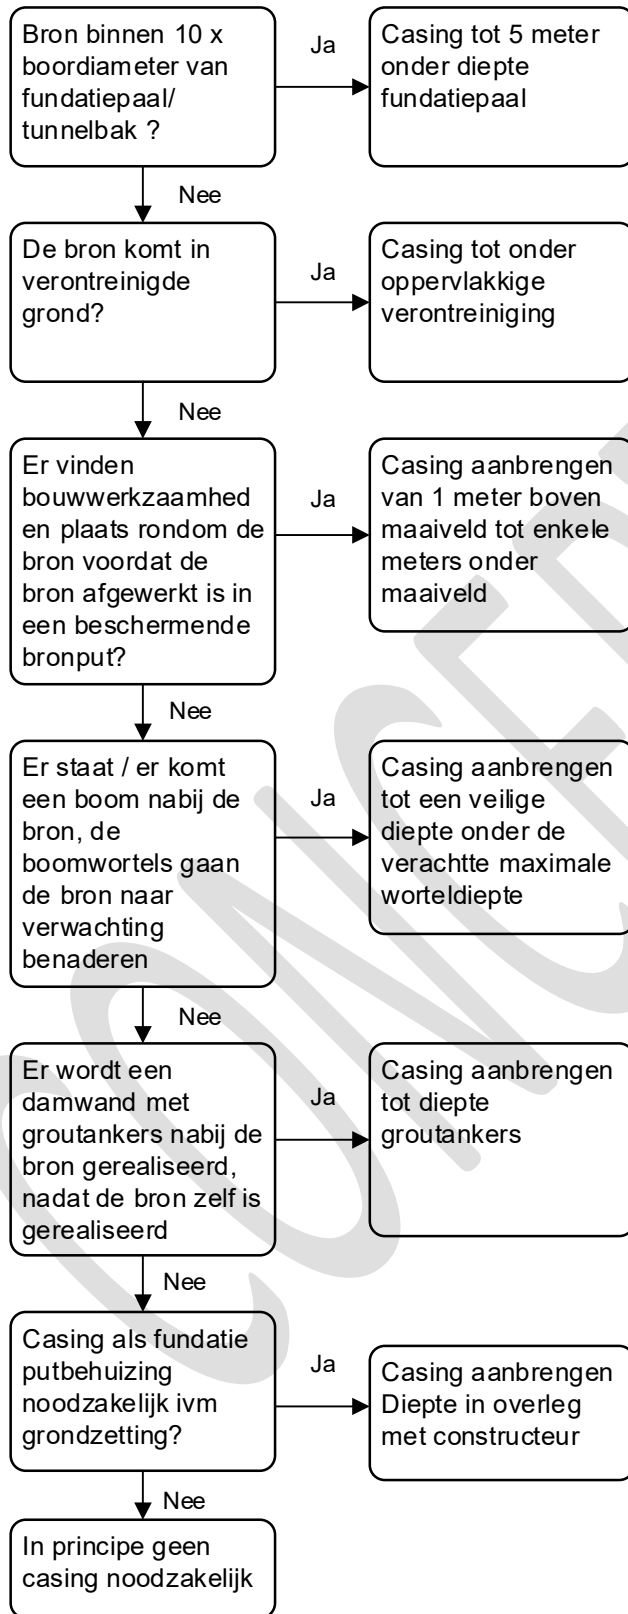 Bron binnen 10 x
boordiameter van
fundatiepaal/
tunnelbak ?
Ja
Casing tot 5 meter
onder diepte
fundatiepaal
Nee
De bron komt in
verontreinigde
grond?
Ja
Casing tot onder
oppervlakkige
verontreiniging
Nee
Er vinden
bouwwerkzaamhed
en plaats rondom de
bron voordat de
bron afgewerkt is in
een beschermende
bronput?
Ja
Casing aanbrengen
van 1 meter boven
maaiveld tot enkele
meters onder
maaiveld
Nee
Er staat / er komt
een boom nabij de
bron, de
boomwortels gaan
de bron naar
verwachting
benaderen
Ja
Casing aanbrengen
tot een veilige
diepte onder de
verachtte maximale
worteldiepte
Nee
Er wordt een
damwand met
groutankers nabij de
bron gerealiseerd,
nadat de bron zelf is
gerealiseerd
Ja
Casing aanbrengen
tot diepte
groutankers
Nee
Casing als fundatie
putbehuizing
noodzakelijk ivm
grondzetting?
Ja
Casing aanbrengen
Diepte in overleg
met constructeur
Nee
In principe geen
casing noodzakelijk
CONCEP